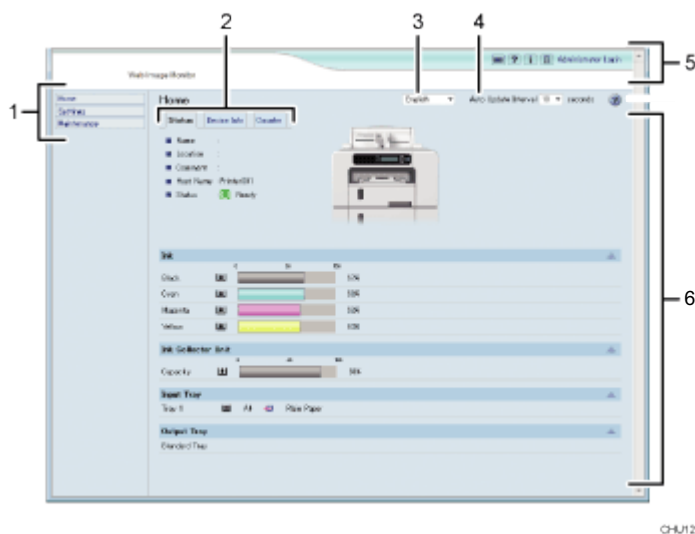 2 3 4
5
Web Image Monitor
Administrator Login
1
Home
Settings
Maintenance
Home
English
Auto Update Interval: seconds
Status Device Info Counter
Name :
Location :
Comment :
Host Name
Status : Ready
6
Ink
Black
Cyan
Magenta
Yellow
Ink Collector Unit
Capacity
Input Tray
Tray 1 A4 Plain Paper
Output Tray
Standard Tray
CHU12